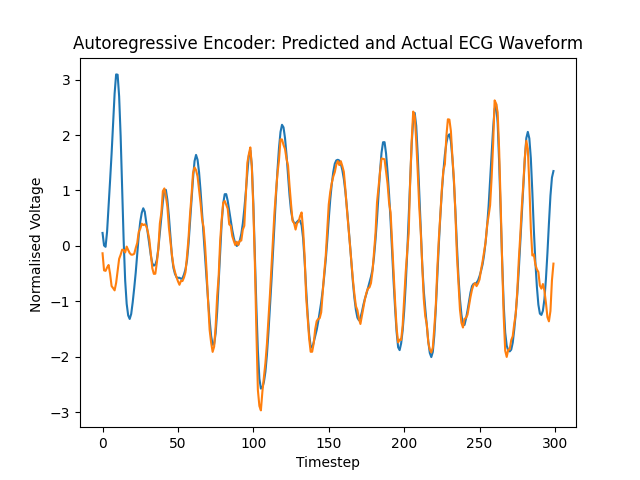 Autoregressive Encoder: Predicted and Actual ECG Waveform
3
2
1
0
−1
−2
−3
Normalised Voltage
0 50 100 150 200 250 300
Timestep